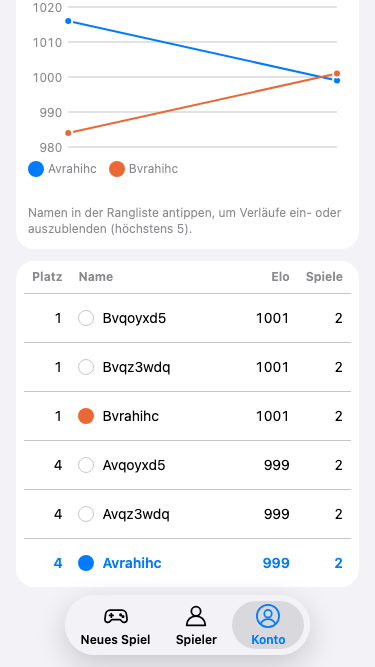 1020
1010
1000
990
980
Avrahihc Bvrahihc
Namen in der Rangliste antippen, um Verläufe ein- oder
auszublenden (höchstens 5).
Platz Name Elo Spiele
1 Bvqoyxd5 1001 2
1 Bvqz3wdq 1001 2
1 Bvrahihc 1001 2
4 Avqoyxd5 999 2
4 Avqz3wdq 999 2
4 Avrahihc 999 2
Neues Spiel Spieler Konto